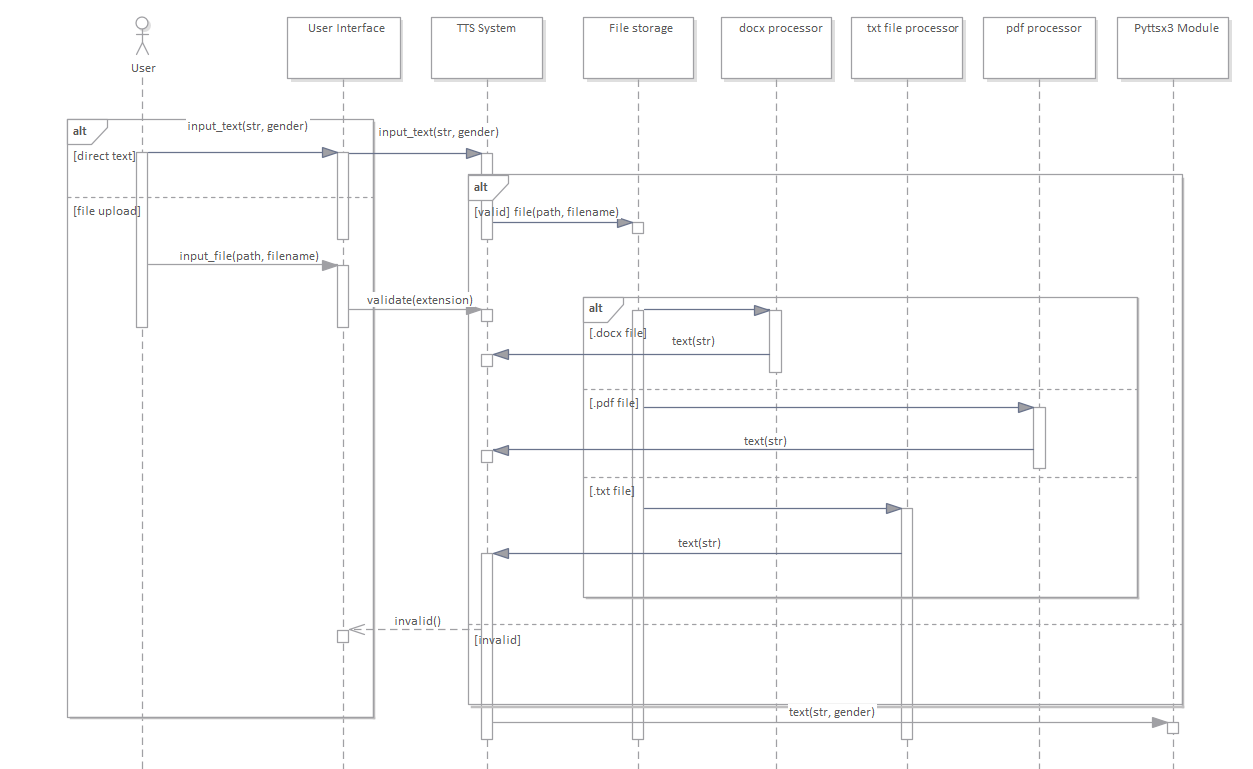 User Interface
TTS System
File storage
docx processor
txt file processor
pdf processor
Pyttsx3 Module
User
alt
input_text(str, gender)
input_text(str, gender)
[direct text]
alt
[file upload]
[valid]
file(path, filename)
input_file(path, filename)
validate(extension)
alt
[.docx file]
text(str)
[.pdf file]
text(str)
[.txt file]
text(str)
invalid()
[invalid]
text(str, gender)